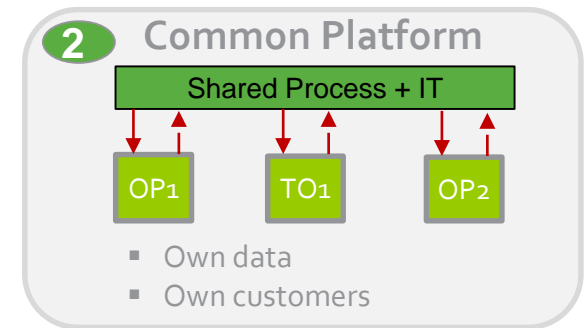 2 Common Platform
Shared Process + IT
OP1 TO1 OP2
▪ Own data
▪ Own customers